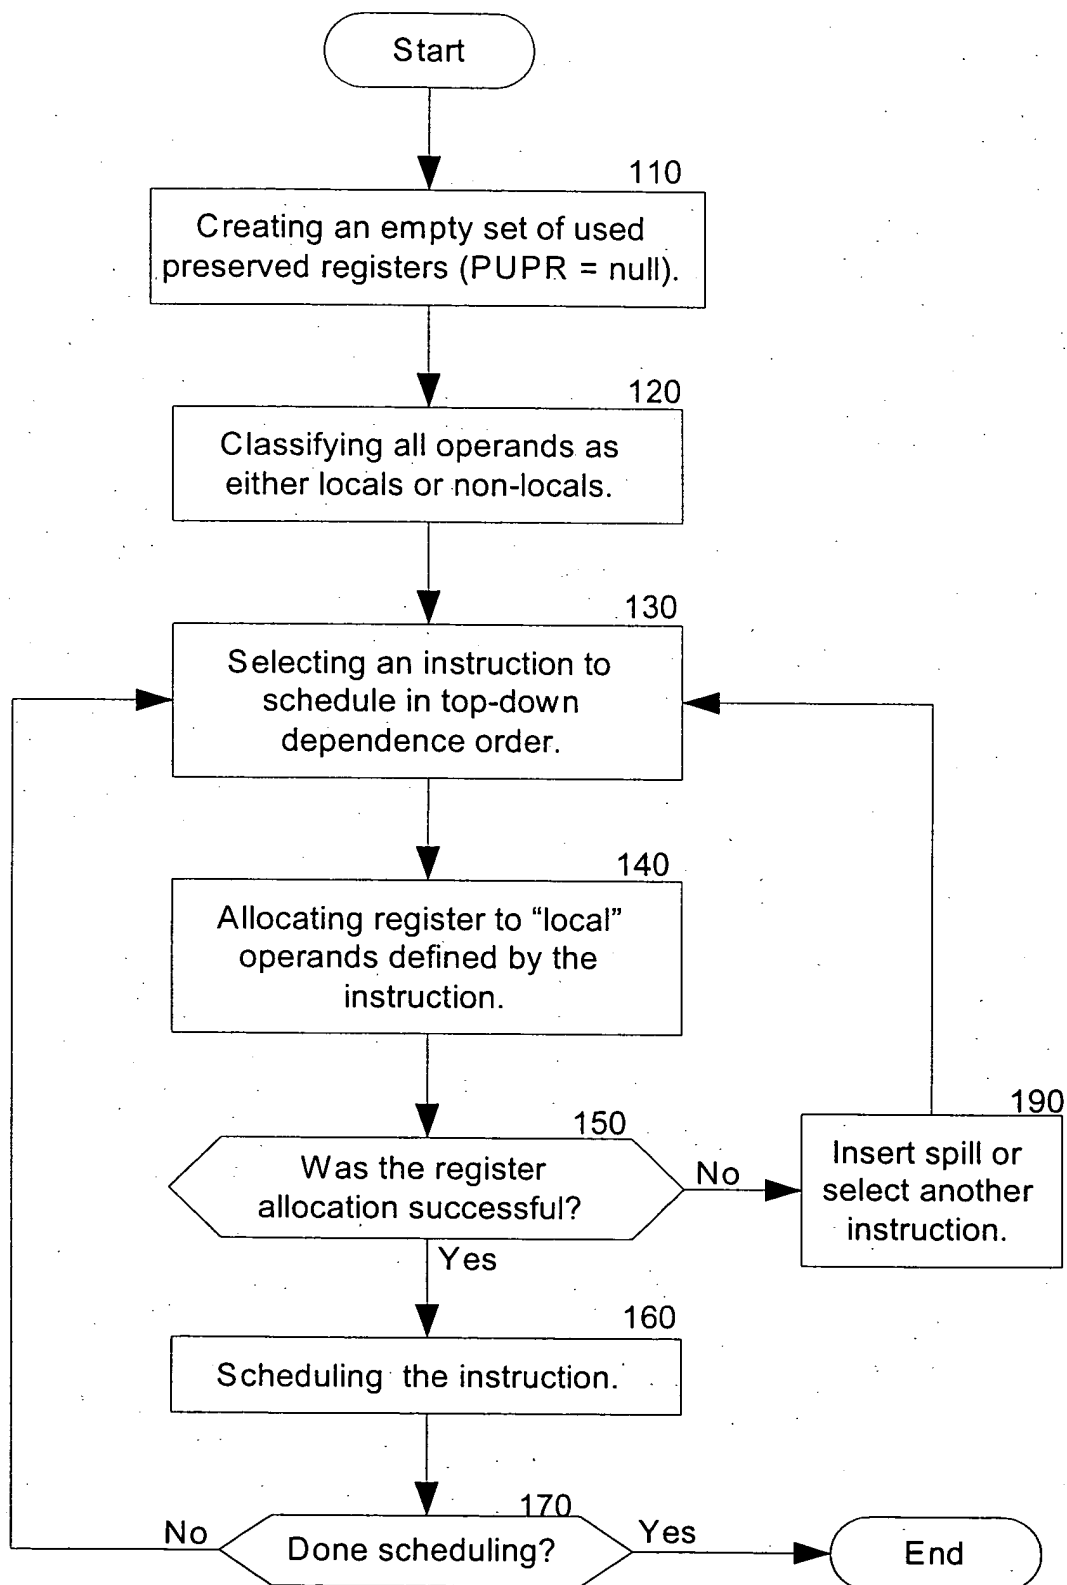 Start
110
Creating an empty set of used
preserved registers (PUPR = null).
120
Classifying all operands as
either locals or non-locals.
130
Selecting an instruction to
schedule in top-down
dependence order.
140
Allocating register to “local”
operands defined by the
instruction.
150
Was the register
allocation successful?
No
190
Insert spill or
select another
instruction.
Yes
160
Scheduling the instruction.
170
No
Done scheduling?
Yes
End